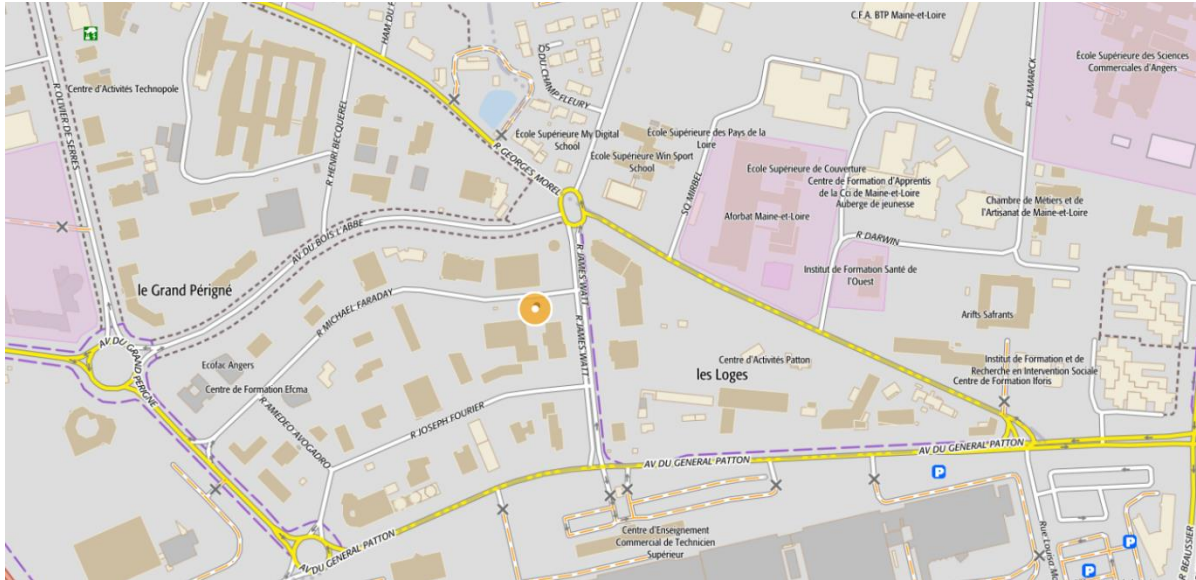 HAM DU
C.F.A. BTP Maine-et-Loire
OS
DU CHAMP FLEURY
École Supérieure des Sciences
Commerciales d'Angers
R OLIVIER DE SERRES
Centre d'Activités Technopole
R HENRI BECQUEREL
R LAMARCK
École Supérieure My Digital
School
École Supérieure des Pays de la
Loire
R GEORGES MOREL
École Supérieure Win Sport
School
École Supérieure de Couverture
Centre de Formation d'Apprentis
de la Cci de Maine-et-Loire
Auberge de jeunesse
SQ MIRBEL
Aforbat Maine-et-Loire
Chambre de Métiers et de
l'Artisanat de Maine-et-Loire
AV DU BOIS L'ABBE
R DARWIN
le Grand Périgné
R JAMES WATT
Institut de Formation Santé de
l'Ouest
R MICHAEL FARADAY
Arifts Safrants
AV DU GRAND PERIGNE
R JAMES WATT
Ecolac Angers
Centre de Formation Efcma
les Loges
Centre d'Activités Patton
Institut de Formation et de
Recherche en Intervention Sociale
Centre de Formation Iforis
R AMEDEO AVOGADRO
R JOSEPH FOURIER
AV DU GENERAL PATTON
AV DU GENERAL PATTON
P
Centre d'Enseignement
Commercial de Technicien
Supérieur
AV DU GENERAL PATTON
Rue Louisa
P
P
R BEAUSSIER